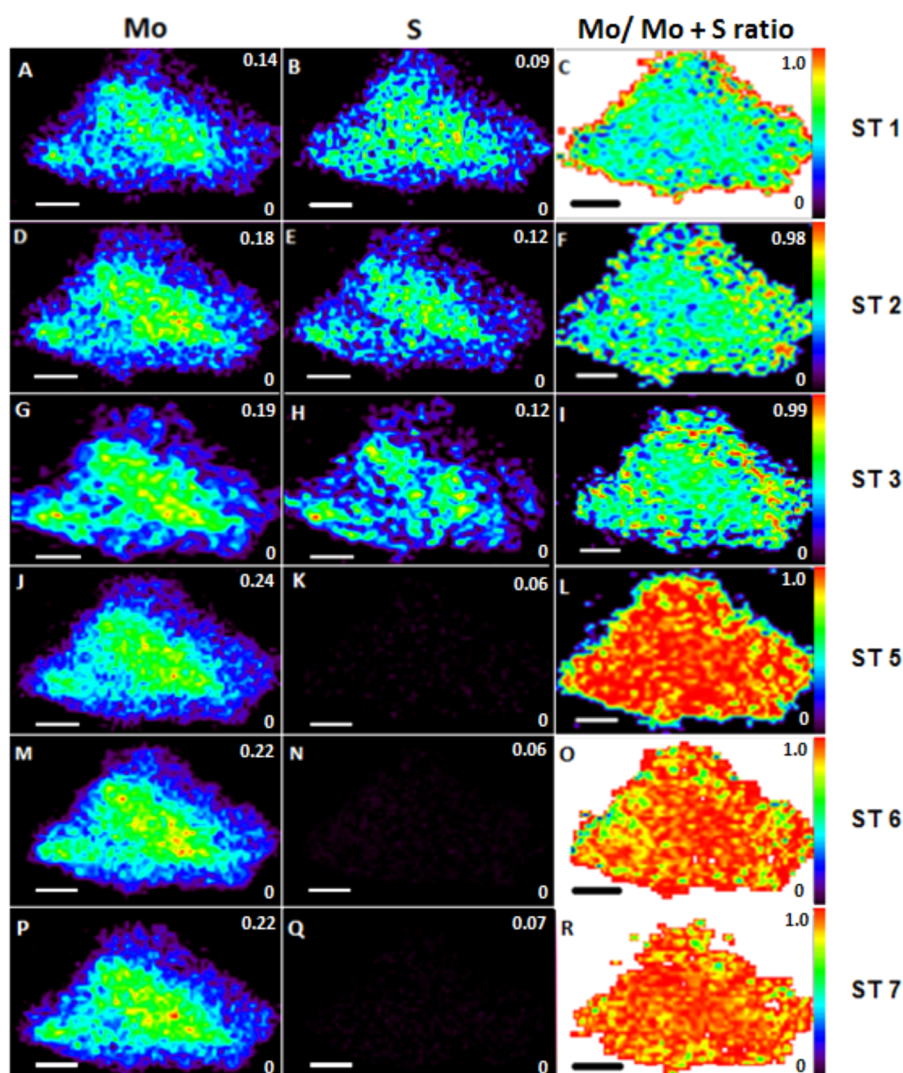 Mo S Mo/ Mo + S ratio
A 0.14 B 0.09 C 1.0
ST 1
0 0 0
D 0.18 E 0.12 F 0.98
ST 2
0 0 0
G 0.19 H 0.12 I 0.99
ST 3
0 0 0
J 0.24 K 0.06 L 1.0
ST 5
0 0 0
M 0.22 N 0.06 O 1.0
ST 6
0 0 0
P 0.22 Q 0.07 R 1.0
ST 7
0 0 0